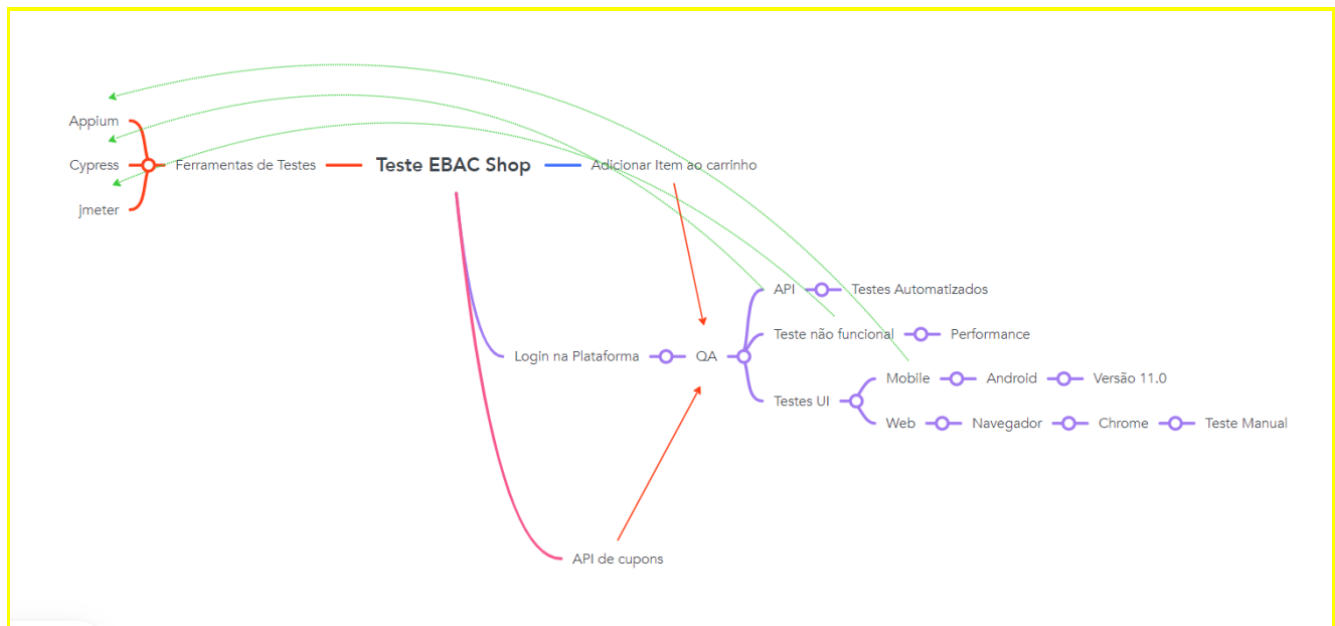 Appium
Cypress
jmeter
Ferramentas de Testes
Teste EBAC Shop
Adicionar Item ao carrinho
Login na Plataforma
QA
API
Testes Automatizados
Teste não funcional
Performance
Testes UI
Mobile
Android
Versão 11.0
Web
Navegador
Chrome
Teste Manual
API de cupons